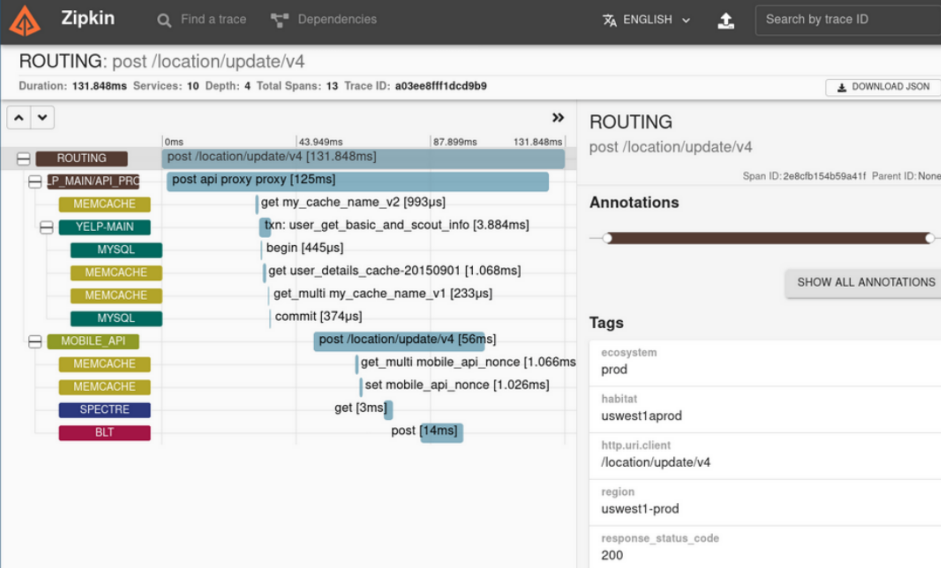 Zipkin Find a trace Dependencies ENGLISH Search by trace ID
ROUTING: post /location/update/v4
Duration: 131.848ms Services: 10 Depth: 4 Total Spans: 13 Trace ID: a03ee8fff1dcd9b9
DOWNLOAD JSON
0ms 43.949ms 87.899ms 131.848ms
ROUTING post /location/update/v4 [131.848ms]
LP_MAIN/API_PRO post api proxy proxy [125ms]
MEMCACHE get my_cache_name_v2 [993µs]
YELP-MAIN txn: user_get_basic_and_scout_info [3.884ms]
MYSQL begin [445µs]
MEMCACHE get user_details_cache-20150901 [1.068ms]
MEMCACHE get_multi my_cache_name_v1 [233µs]
MYSQL commit [374µs]
MOBILE_API post /location/update/v4 [56ms]
MEMCACHE get_multi mobile_api_nonce [1.066ms
MEMCACHE set mobile_api_nonce [1.026ms]
SPECTRE get [3ms]
BLT post [14ms]
ROUTING
post /location/update/v4
Span ID: 2e8cfb154b59a41f Parent ID: None
Annotations
SHOW ALL ANNOTATIONS
Tags
ecosystem
prod
habitat
uswest1aprod
http.uri.client
/location/update/v4
region
uswest1-prod
response_status_code
200